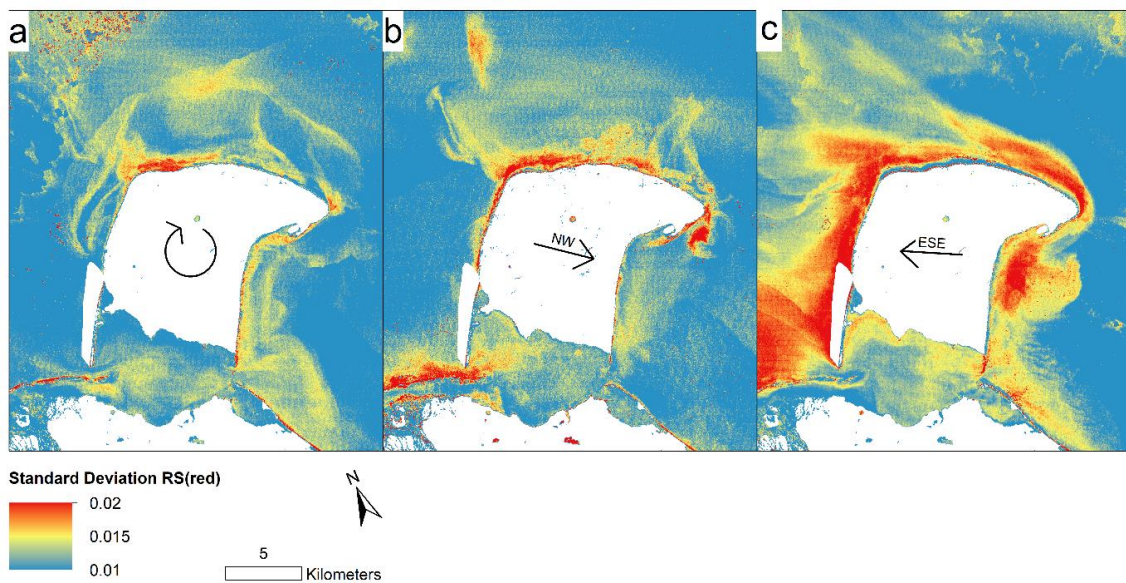 a
b
c
NW
ESE
Standard Deviation RS(red)
0.02
0.015
0.01
N
5
Kilometers